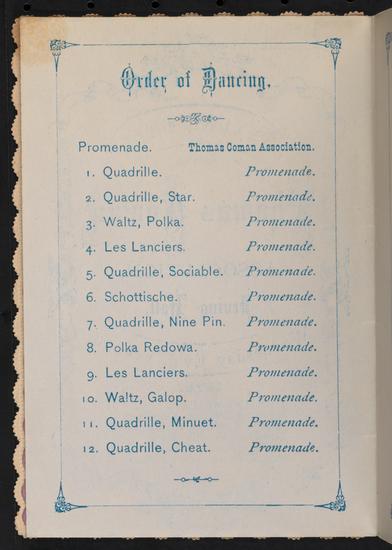 Order of Dancing.
Promenade. Thomas Coman Association.
1. Quadrille. Promenade.
2. Quadrille, Star. Promenade.
3. Waltz, Polka. Promenade.
4. Les Lanciers. Promenade.
5. Quadrille, Sociable. Promenade.
6. Schottische. Promenade.
7. Quadrille, Nine Pin. Promenade.
8. Polka Redowa. Promenade.
9. Les Lanciers. Promenade.
10. Waltz, Galop. Promenade.
11. Quadrille, Minuet. Promenade.
12. Quadrille, Cheat. Promenade.